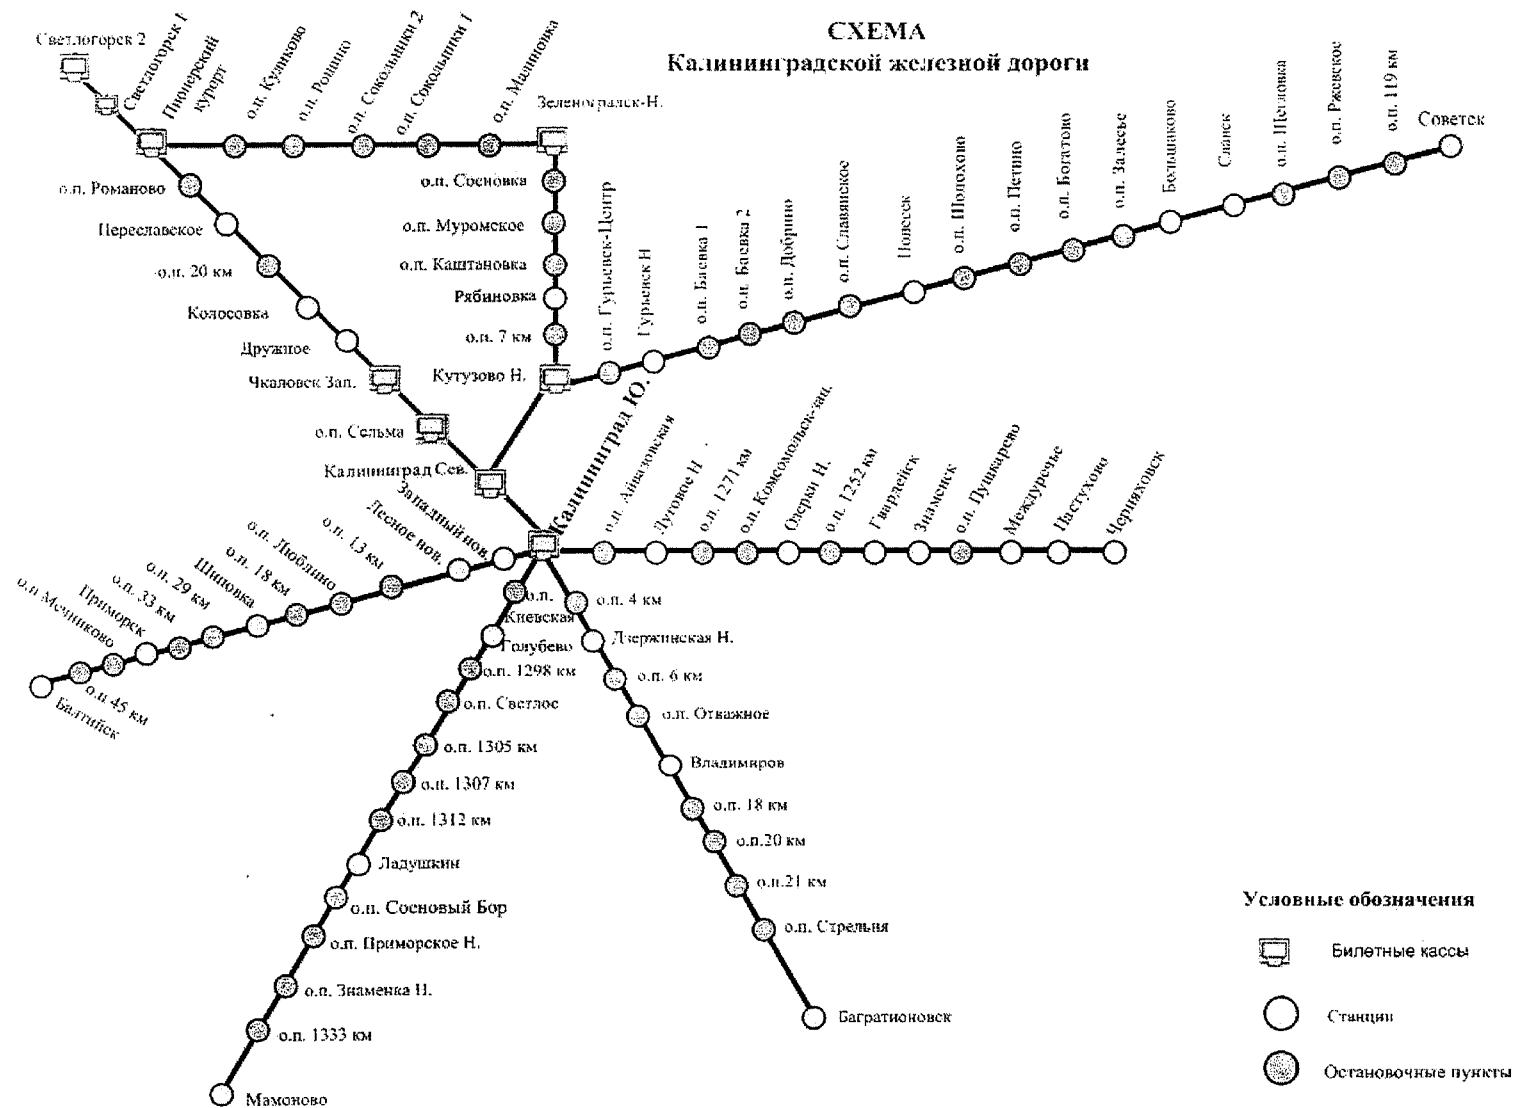 СХЕМА
Калининградской железной дороги
Светлогорск 2
Светлогорск 1
Пионерский
курорт
о.п. Куликово
о.п. Сокольники 2
о.п. Сокольники 1
о.п. Малиновка
Зеленоградск-Н.
о.п. Романово
Переславское
о.п. 20 км
Колосовка
Дружное
Чкаловск Зап.
о.п. Сельма
Калининград Сев.
о.п. Сосновка
о.п. Муромское
о.п. Каштановка
Рябиновка
о.п. 7 км
Кутузово Н.
о.п. Гурьевск-Центр
Гурьевск Н
о.п. Баевка 1
о.п. Баевка 2
о.п. Добрино
о.п. Славянское
Полесск
о.п. Шолохово
о.п. Петино
о.п. Богатово
о.п. Залесье
Большаково
Славск
о.п. Щегловка
о.п. Ржевское
о.п. 119 км
Советск
Калининград Ю.
о.п. Айвазовская
Луговое Н
о.п. 1271 км
о.п. Комсомольск-зап.
Озерки Н.
о.п. 1252 км
Гвардейск
Знаменск
о.п. Пушкарево
Междуречье
Пастухово
Черняховск
Западный нов.
Лесное нов.
о.п. 13 км
о.п. Люблино
о.п. 18 км
Шиповка
о.п. 29 км
о.п. 33 км
Приморск
о.п Мечниково
о.п 45 км
Балтийск
о.п.
Киевская
Голубево
о.п. 1298 км
о.п. Светлое
о.п. 1305 км
о.п. 1307 км
о.п. 1312 км
Ладушкин
о.п. Сосновый Бор
о.п. Приморское Н.
о.п. Знаменка Н.
о.п. 1333 км
Мамоново
о.п. 4 км
Дзержинская Н.
о.п. 6 км
о.п. Отважное
Владимиров
о.п. 18 км
о.п.20 км
о.п.21 км
о.п. Стрельня
Багратионовск
Условные обозначения
Билетные кассы
Станции
Остановочные пункты